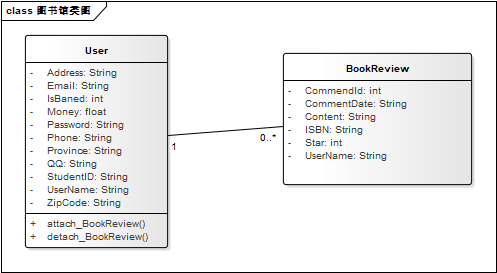 class 图书馆类图
User
- Address: String
- Email: String
- IsBaned: int
- Money: float
- Password: String
- Phone: String
- Province: String
- QQ: String
- StudentID: String
- UserName: String
- ZipCode: String
+ attach_BookReview()
+ detach_BookReview()
1
0..*
BookReview
- CommendId: int
- CommentDate: String
- Content: String
- ISBN: String
- Star: int
- UserName: String